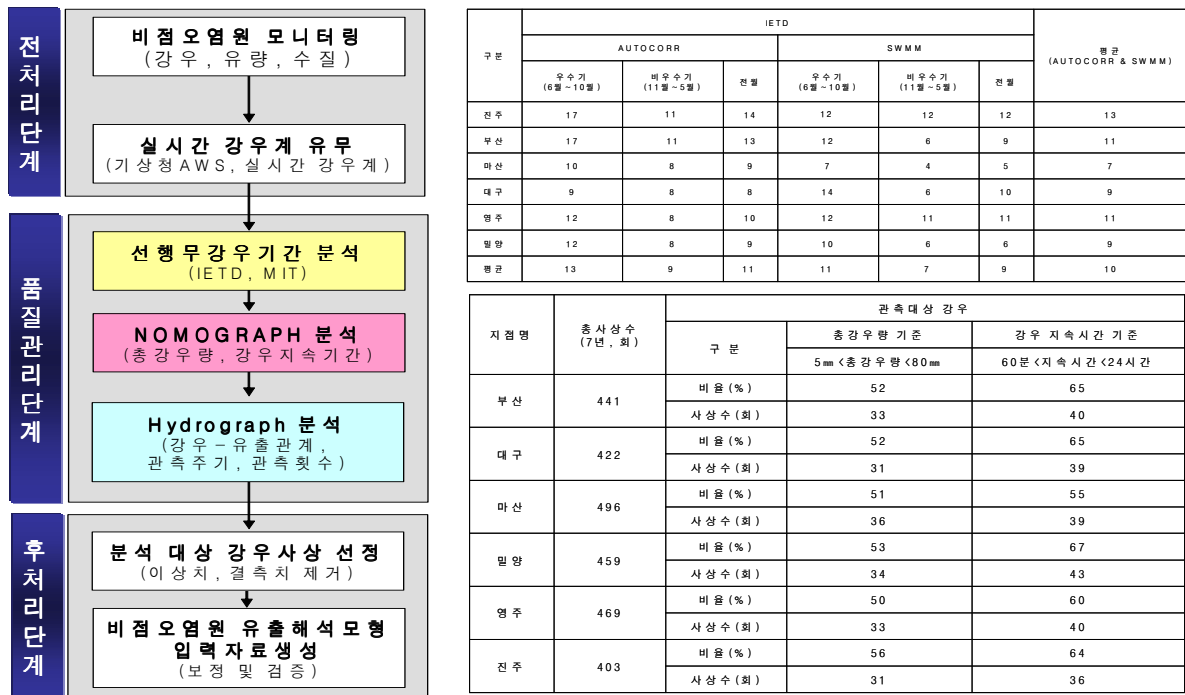 전처리단계
비점오염원 모니터링
(강우, 유량, 수질)
실시간 강우계 유무
(기상청AWS, 실시간 강우계)
품질관리단계
선행무강우기간 분석
(IETD, MIT)
NOMOGRAPH 분석
(총강우량, 강우지속기간)
Hydrograph 분석
(강우-유출관계,
관측주기, 관측횟수)
후처리단계
분석 대상 강우사상 선정
(이상치, 결측치 제거)
비점오염원 유출해석모형
입력자료생성
(보정 및 검증)
구분 IETD 평균
(AUTOCORR & SWMM)
AUTOCORR SWMM
우수기 비우수기 전월 우수기 비우수기 전월
(6월~10월) (11월~5월) (6월~10월) (11월~5월)
진주 17 11 14 12 12 12 13
부산 17 11 13 12 6 9 11
마산 10 8 9 7 4 5 7
대구 9 8 8 14 6 10 9
영주 12 8 10 12 11 11 11
밀양 12 8 9 10 6 6 9
평균 13 9 11 11 7 9 10
지점명 총사상수 관측대상 강우
(7년, 회)
구분 총강우량 기준 강우 지속시간 기준
5㎜<총강우량<80㎜ 60분<지속시간<24시간
부산 441 비율(%) 52 65
사상수(회) 33 40
대구 422 비율(%) 52 65
사상수(회) 31 39
마산 496 비율(%) 51 55
사상수(회) 36 39
밀양 459 비율(%) 53 67
사상수(회) 34 43
영주 469 비율(%) 50 60
사상수(회) 33 40
진주 403 비율(%) 56 64
사상수(회) 31 36